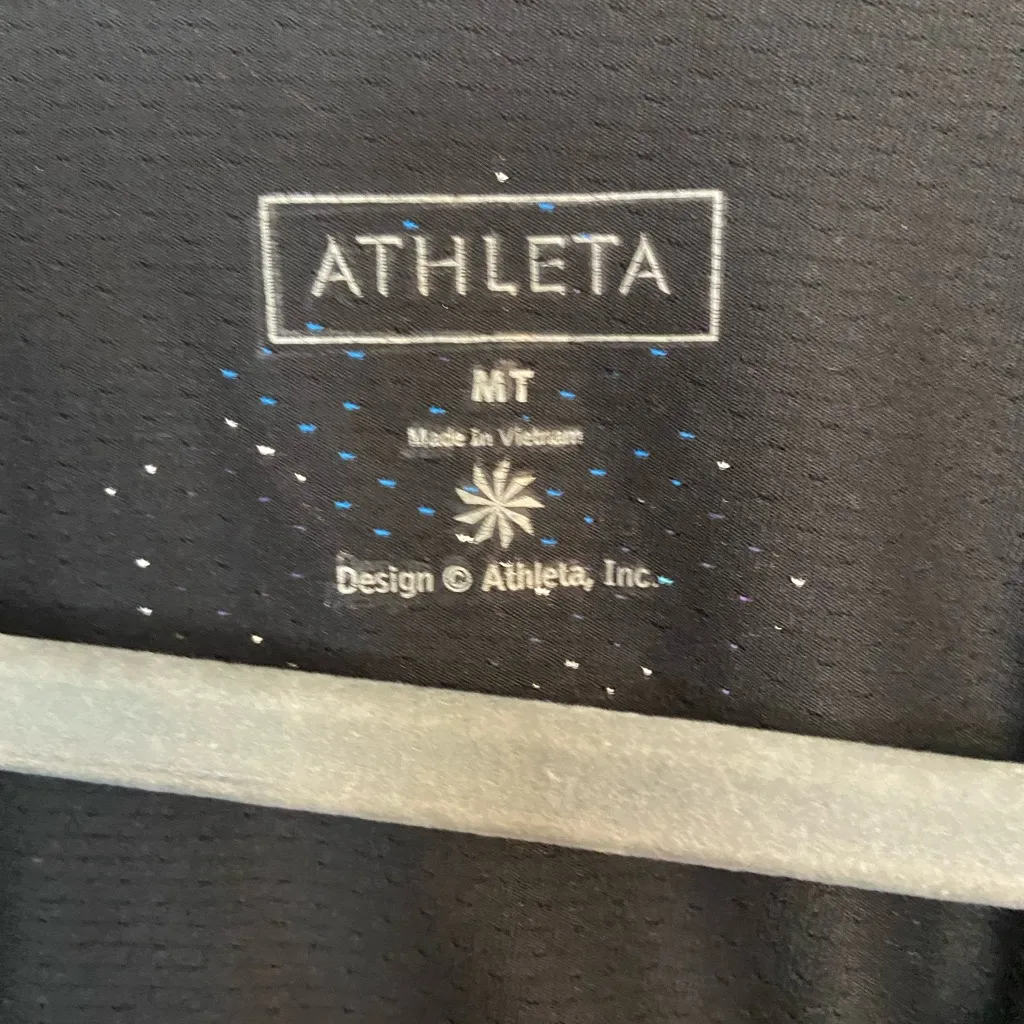 ATHLETA
MT
Made In Vietnam
Design © Athleta, Inc.